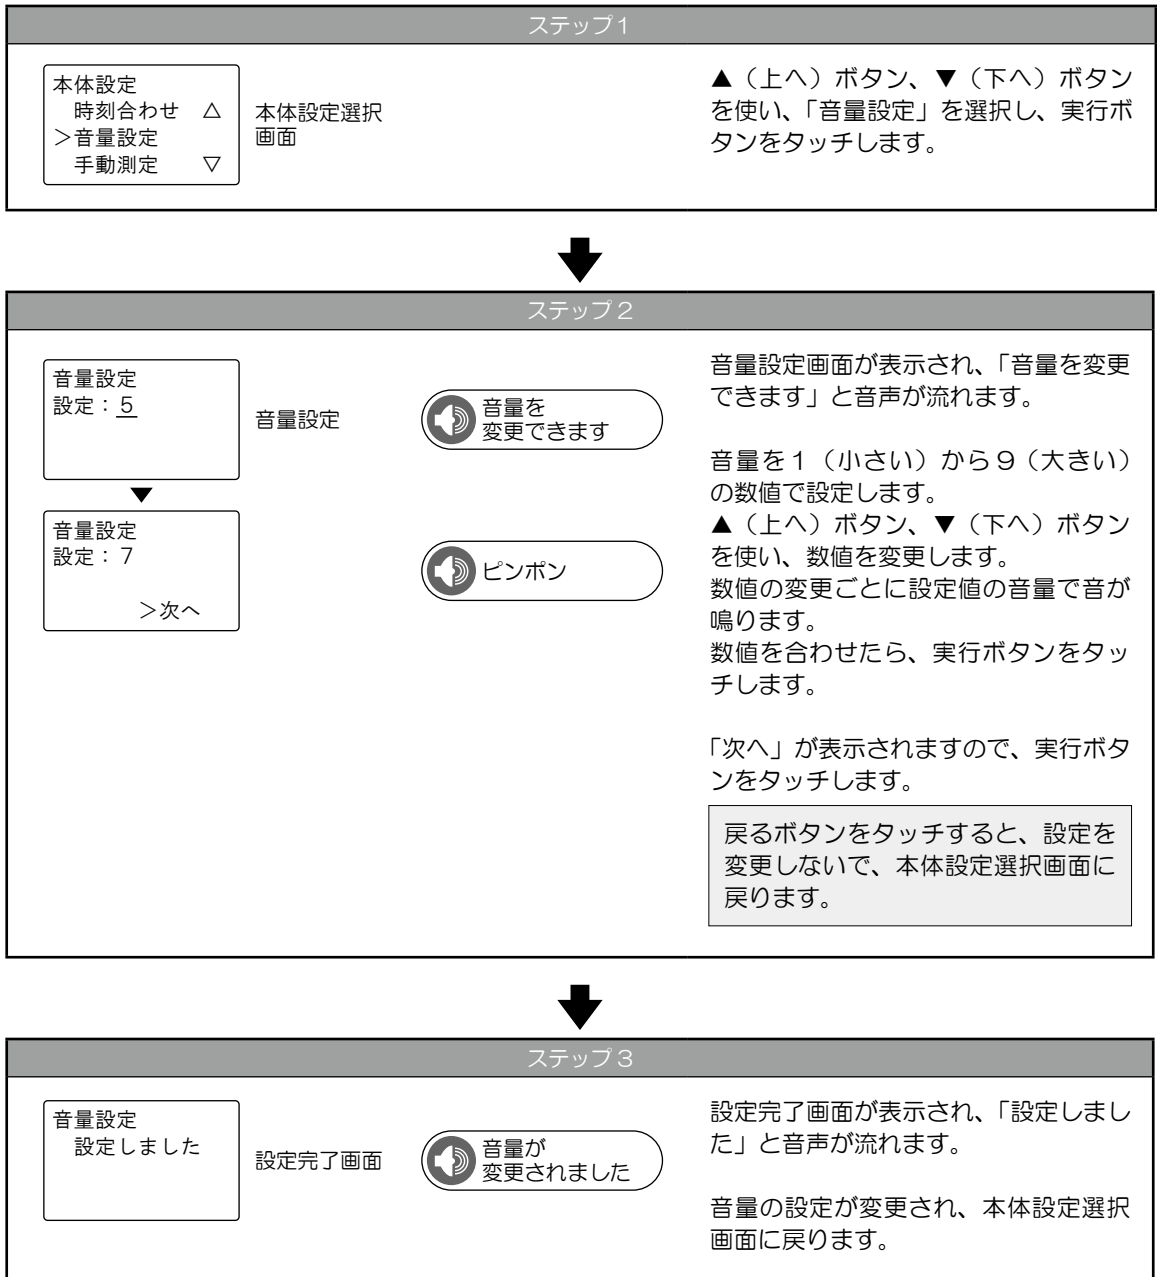 ステップ1
本体設定
時刻合わせ △
＞音量設定
手動測定 ▽
本体設定選択
画面
▲（上へ）ボタン、▼（下へ）ボタン
を使い、「音量設定」を選択し、実行ボ
タンをタッチします。
ステップ2
音量設定
設定：5
音量設定
音量を
変更できます
▼
音量設定
設定：7
＞次へ
ピンポン
音量設定画面が表示され、「音量を変更
できます」と音声が流れます。
音量を1（小さい）から9（大きい）
の数値で設定します。
▲（上へ）ボタン、▼（下へ）ボタン
を使い、数値を変更します。
数値の変更ごとに設定値の音量で音が
鳴ります。
数値を合わせたら、実行ボタンをタッ
チします。
「次へ」が表示されますので、実行ボタ
ンをタッチします。
戻るボタンをタッチすると、設定を
変更しないで、本体設定選択画面に
戻ります。
ステップ3
音量設定
設定しました
設定完了画面
音量が
変更されました
設定完了画面が表示され、「設定しまし
た」と音声が流れます。
音量の設定が変更され、本体設定選択
画面に戻ります。